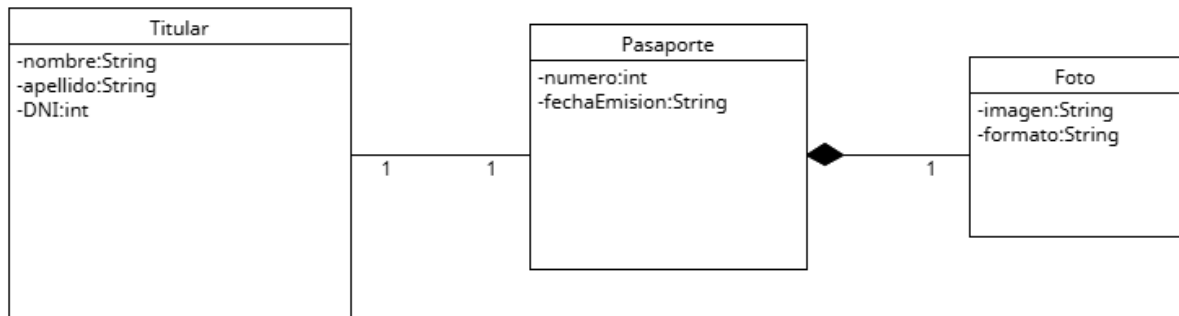 Titular
-nombre:String
-apellido:String
-DNI:int
1
1
Pasaporte
-numero:int
-fechaEmision:String
1
Foto
-imagen:String
-formato:String